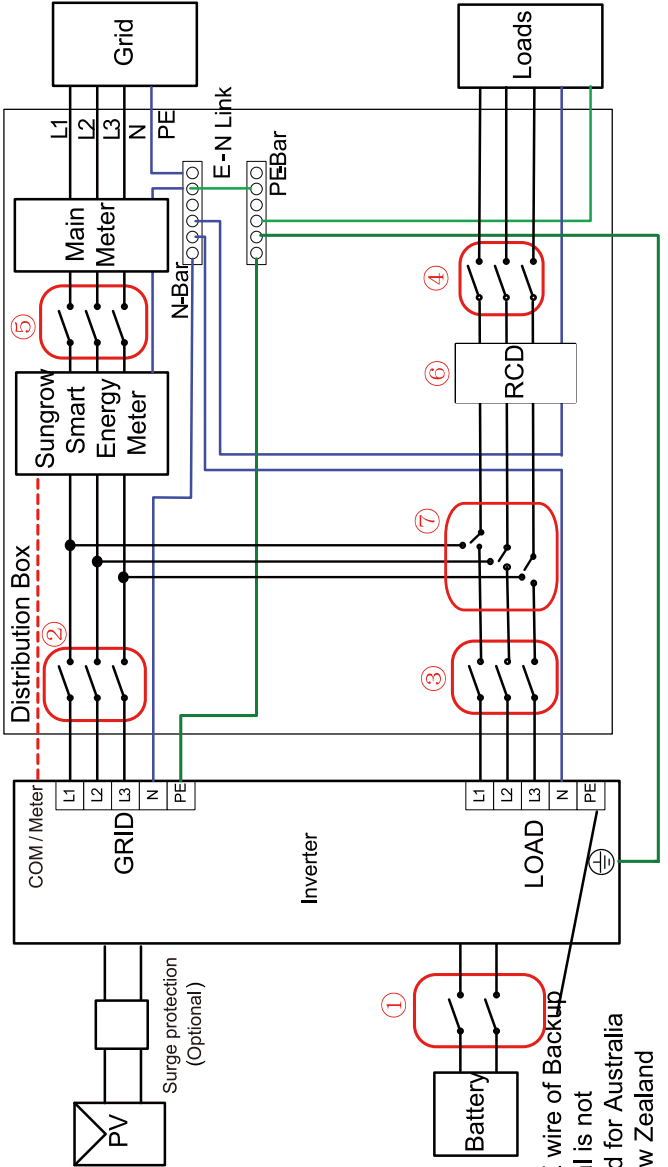 Grid
Loads
L1
L2
L3
N
PE
E-N Link
Main
Meter
N-Bar
PE-Bar
⑤
④
Sungrow
Smart
Energy
Meter
⑥
RCD
⑦
Distribution Box
②
③
COM / Meter
L1
L2
L3
N
PE
GRID
Inverter
LOAD
L1
L2
L3
N
PE
Surge protection
(Optional)
①
PV
Battery
wire of Backup
is not
for Australia
Zealand